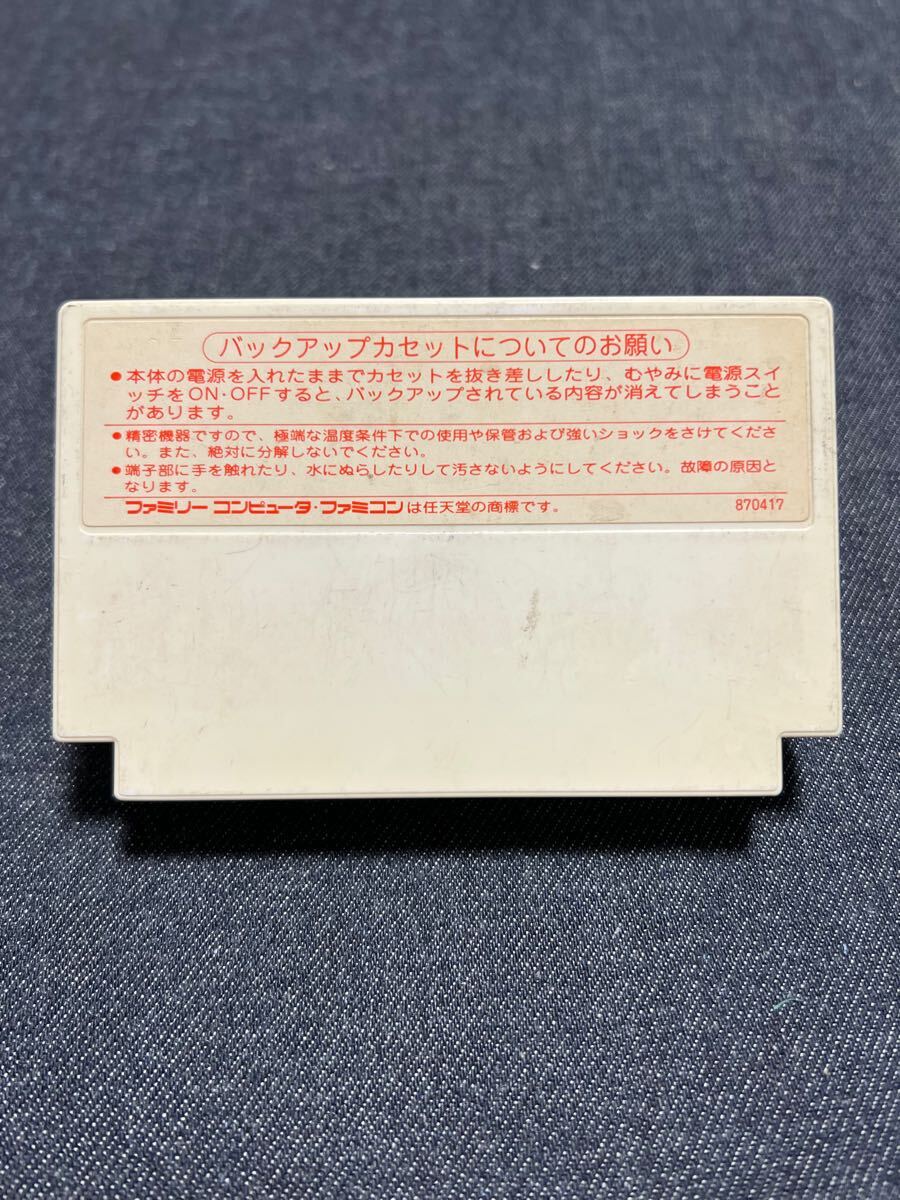 バックアップカセットについてのお願い
●本体の電源を入れたままでカセットを抜き差ししたり、むやみに電源スイ
ッチをON・OFFすると、バックアップされている内容が消えてしまうこと
があります。
●精密機器ですので、極端な温度条件下での使用や保管および強いショックをさけてくださ
い。また、絶対に分解しないでください。
●端子部に手を触れたり、水にぬらしたりして汚さないようにしてください。故障の原因と
なります。
ファミリーコンピュータ・ファミコンは任天堂の商標です。 870417